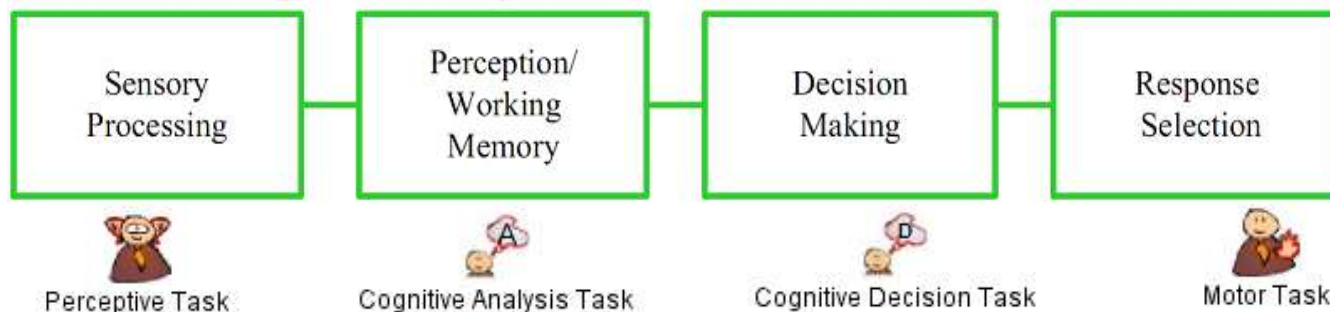 Sensory
Processing
Perception/
Working
Memory
Decision
Making
Response
Selection
A
D
Perceptive Task
Cognitive Analysis Task
Cognitive Decision Task
Motor Task